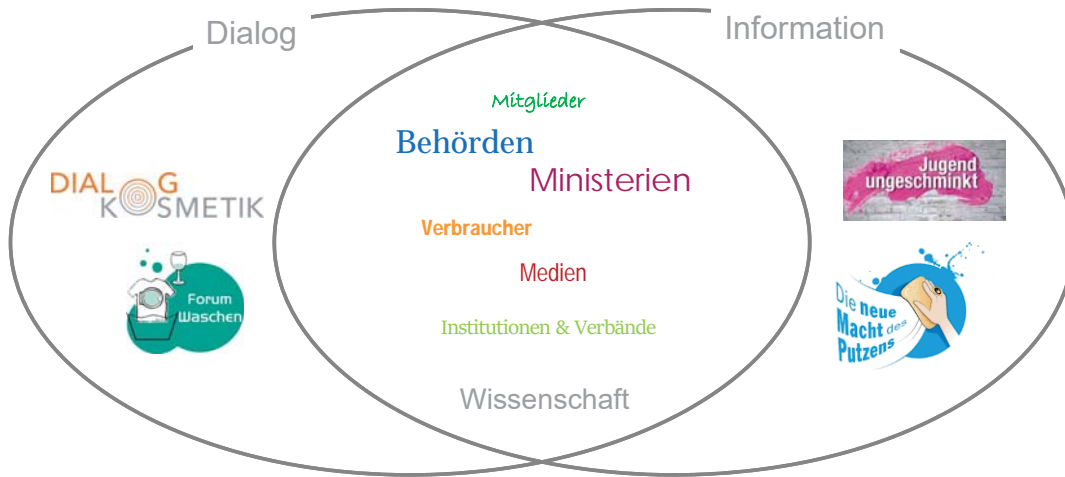 Dialog
Information
Mitglieder
Behörden
Ministerien
Verbraucher
Medien
Institutionen & Verbände
Wissenschaft
DIALOG
KOSMETIK
Forum
Waschen
Jugend
ungeschminkt
Die neue
Macht des
Putzens